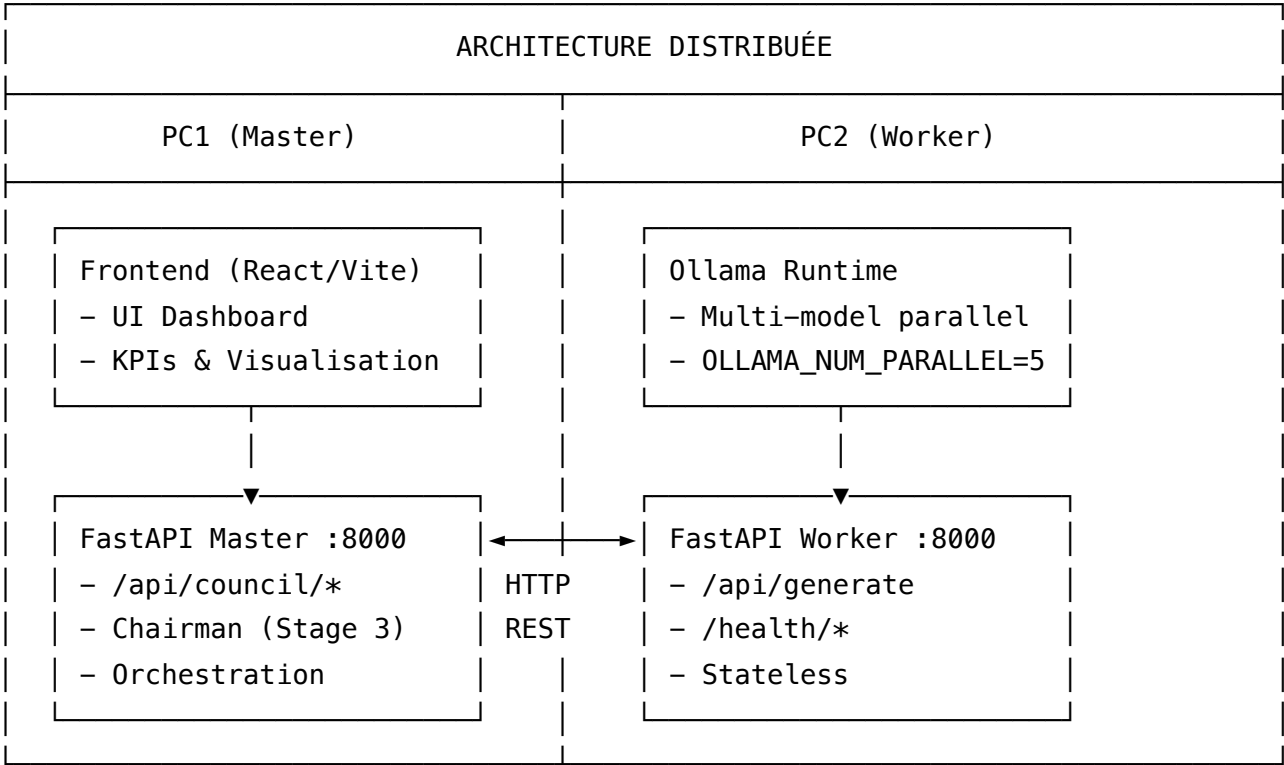 ARCHITECTURE DISTRIBUÉE
PC1 (Master)
PC2 (Worker)
Frontend (React/Vite)
– UI Dashboard
– KPIs & Visualisation
Ollama Runtime
– Multi–model parallel
– OLLAMA_NUM_PARALLEL=5
FastAPI Master :8000
– /api/council/*
– Chairman (Stage 3)
– Orchestration
HTTP
REST
FastAPI Worker :8000
– /api/generate
– /health/*
– Stateless